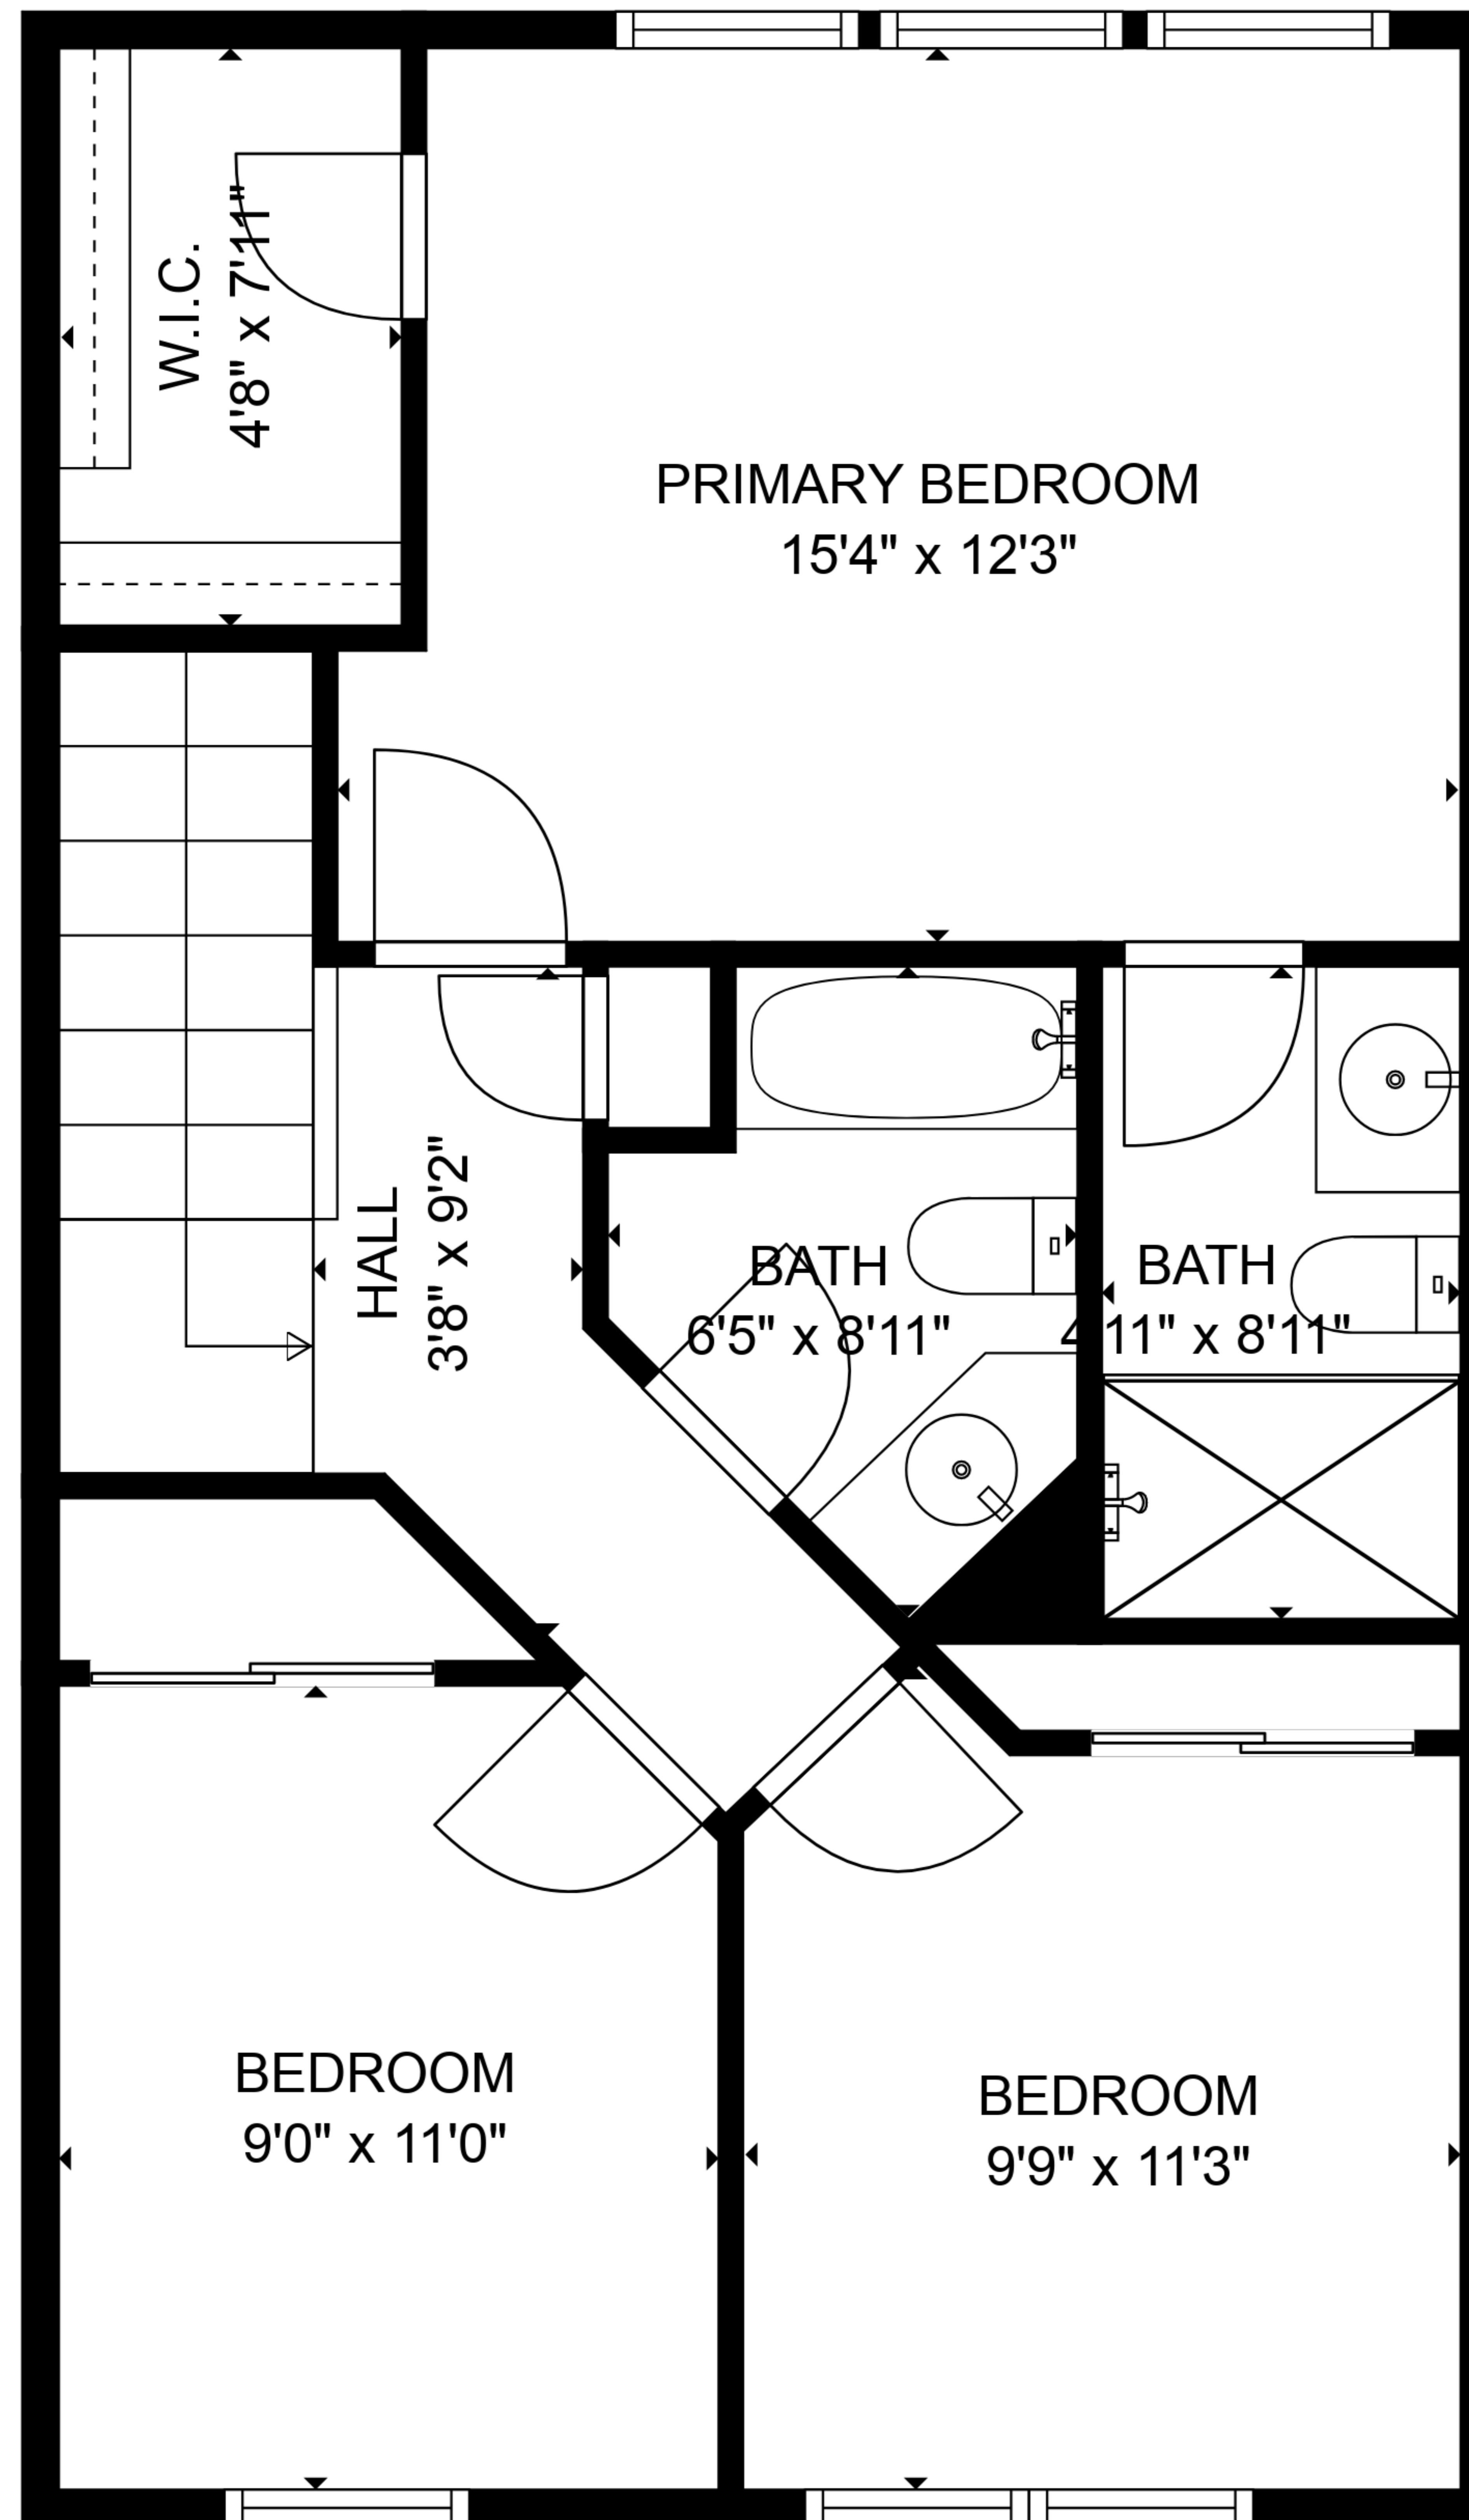 W.I.C.
4'8" x 7'11"
PRIMARY BEDROOM
15'4" x 12'3"
HALL
3'8" x 9'2"
BATH
6'5" x 8'11"
BATH
4'11" x 8'11"
BEDROOM
9'0" x 11'0"
BEDROOM
9'9" x 11'3"